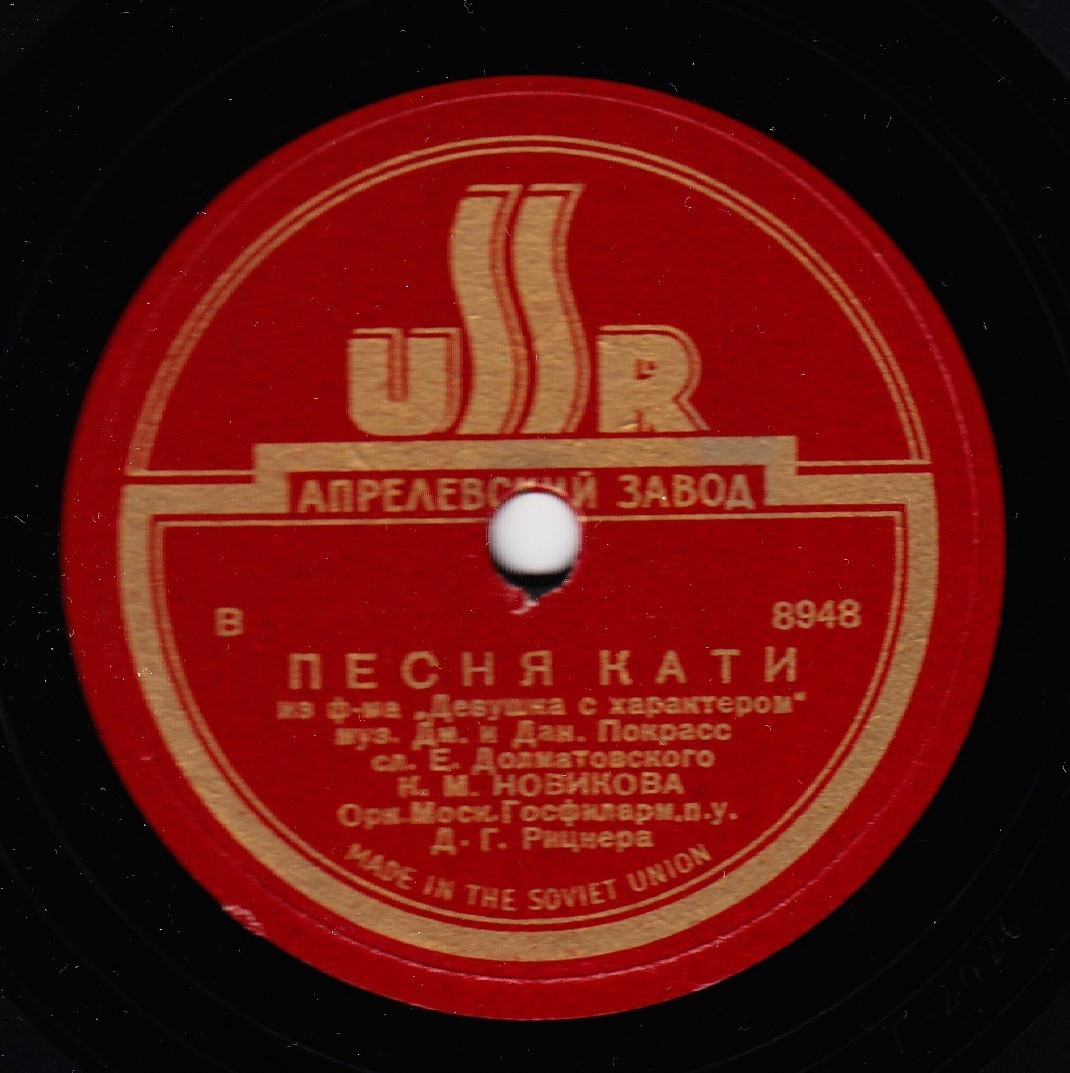 USSR
АПРЕЛЕВСКИЙ ЗАВОД
В 8948
ПЕСНЯ КАТИ
из ф-ма „Девушка с характером"
муз. Дм. и Дан. Покрасс
сл. Е. Долматовского
К. М. НОВИКОВА
Орк.Моск.Госфиларм.п.у.
Д. Г. Рицнера
MADE IN THE SOVIET UNION